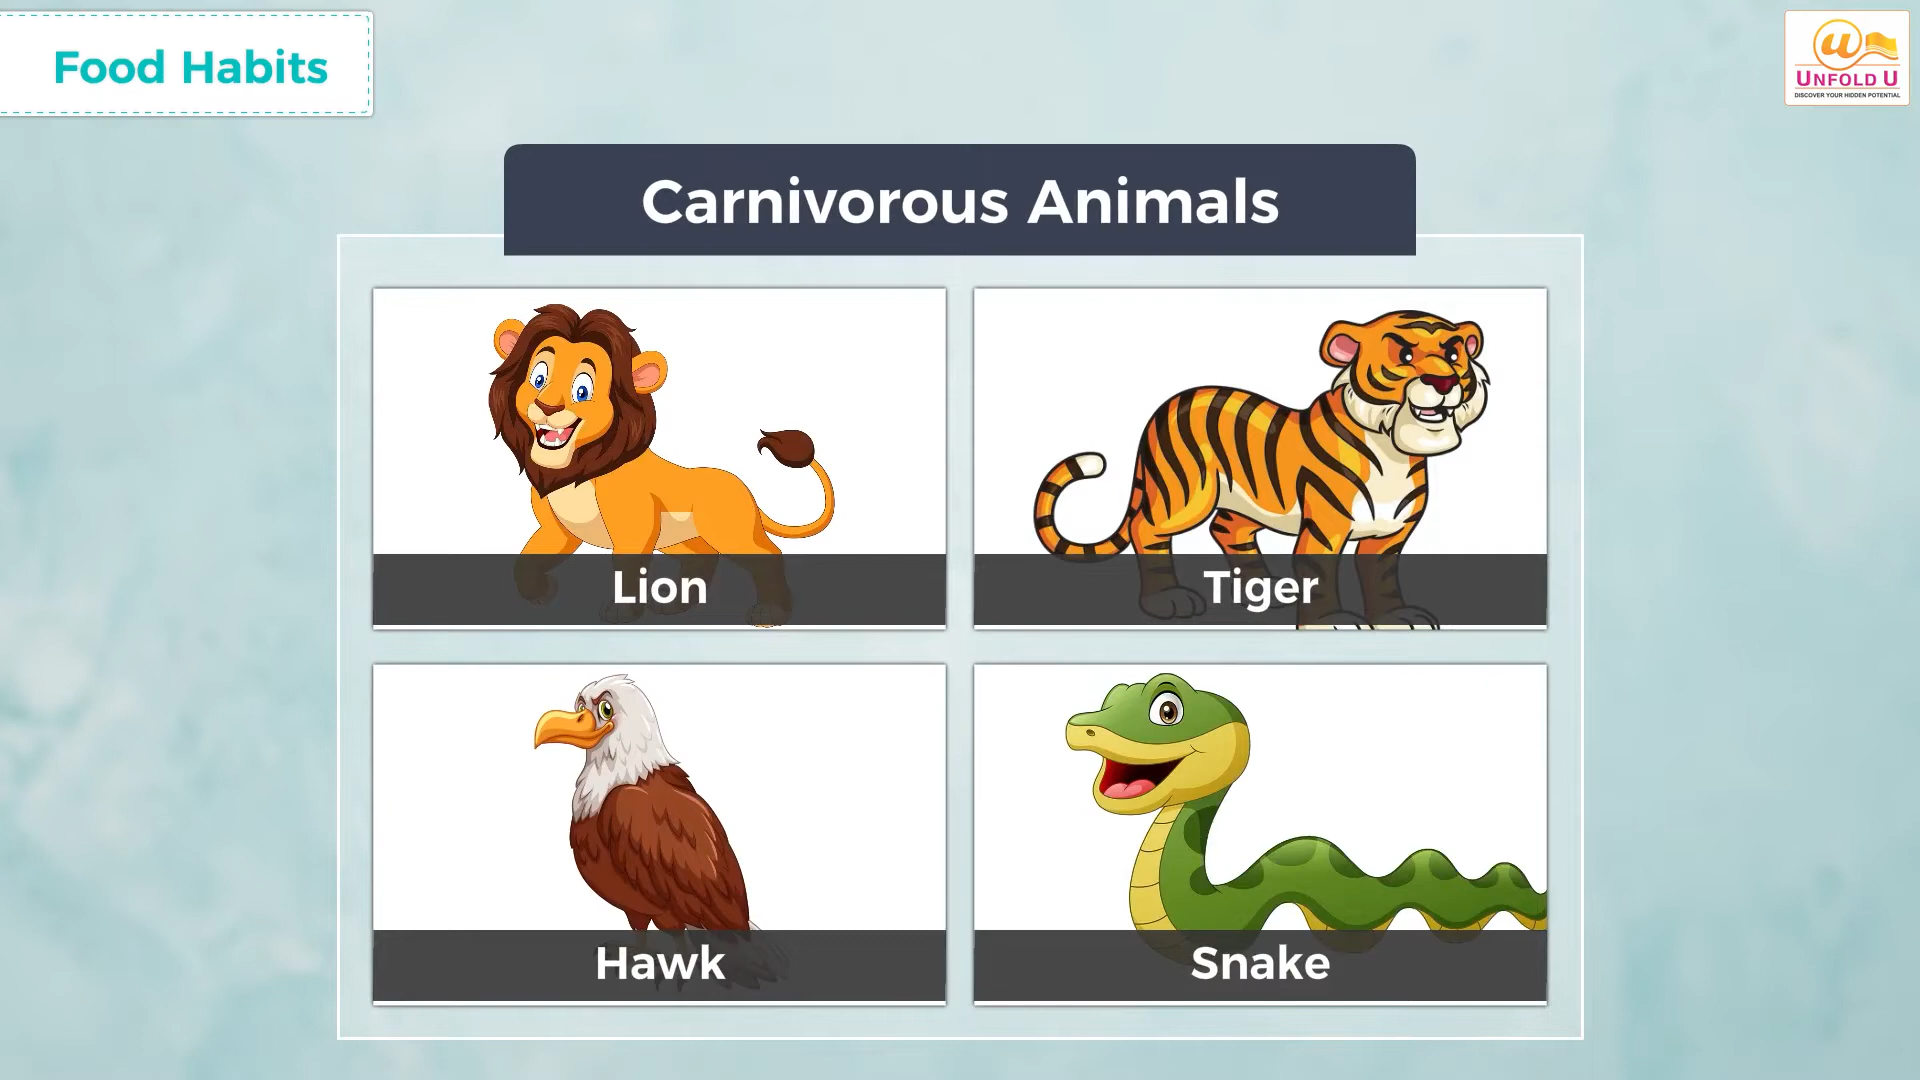 Food Habits
UNFOLD U
DISCOVER YOUR HIDDEN POTENTIAL
Carnivorous Animals
Lion
Tiger
Hawk
Snake